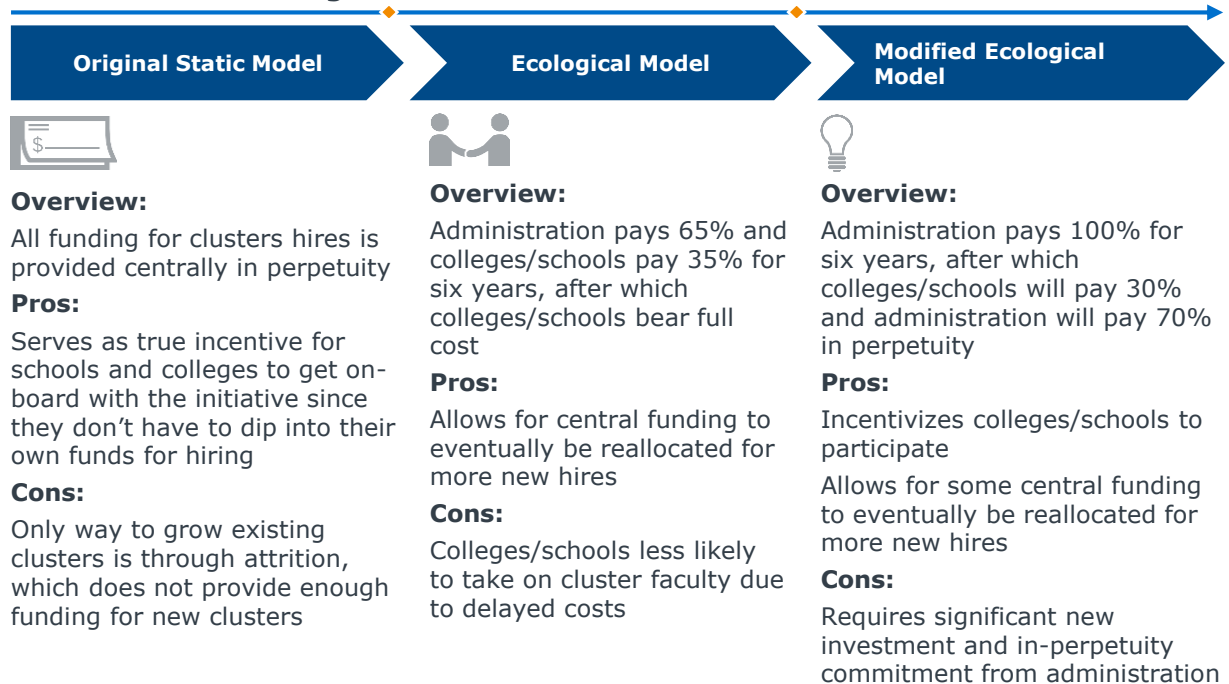 Original Static Model
Ecological Model
Modified Ecological
Model
$
Overview:
All funding for clusters hires is
provided centrally in perpetuity
Pros:
Serves as true incentive for
schools and colleges to get on-
board with the initiative since
they don’t have to dip into their
own funds for hiring
Cons:
Only way to grow existing
clusters is through attrition,
which does not provide enough
funding for new clusters
Overview:
Administration pays 65% and
colleges/schools pay 35% for
six years, after which
colleges/schools bear full
cost
Pros:
Allows for central funding to
eventually be reallocated for
more new hires
Cons:
Colleges/schools less likely
to take on cluster faculty due
to delayed costs
Overview:
Administration pays 100% for
six years, after which
colleges/schools will pay 30%
and administration will pay 70%
in perpetuity
Pros:
Incentivizes colleges/schools to
participate
Allows for some central funding
to eventually be reallocated for
more new hires
Cons:
Requires significant new
investment and in-perpetuity
commitment from administration